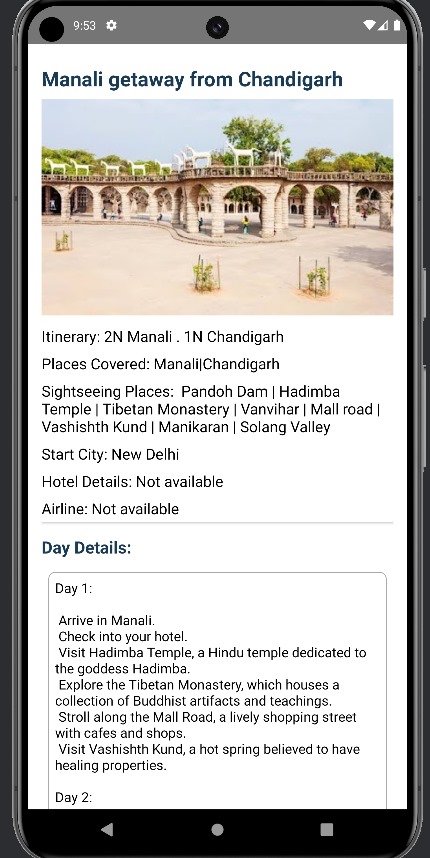 9:53
Manali getaway from Chandigarh
Itinerary: 2N Manali . 1N Chandigarh
Places Covered: Manali|Chandigarh
Sightseeing Places:  Pandoh Dam | Hadimba
Temple | Tibetan Monastery | Vanvihar | Mall road |
Vashishth Kund | Manikaran | Solang Valley
Start City: New Delhi
Hotel Details: Not available
Airline: Not available
Day Details:
Day 1:
Arrive in Manali.
Check into your hotel.
Visit Hadimba Temple, a Hindu temple dedicated to
the goddess Hadimba.
Explore the Tibetan Monastery, which houses a
collection of Buddhist artifacts and teachings.
Stroll along the Mall Road, a lively shopping street
with cafes and shops.
Visit Vashishth Kund, a hot spring believed to have
healing properties.
Day 2: